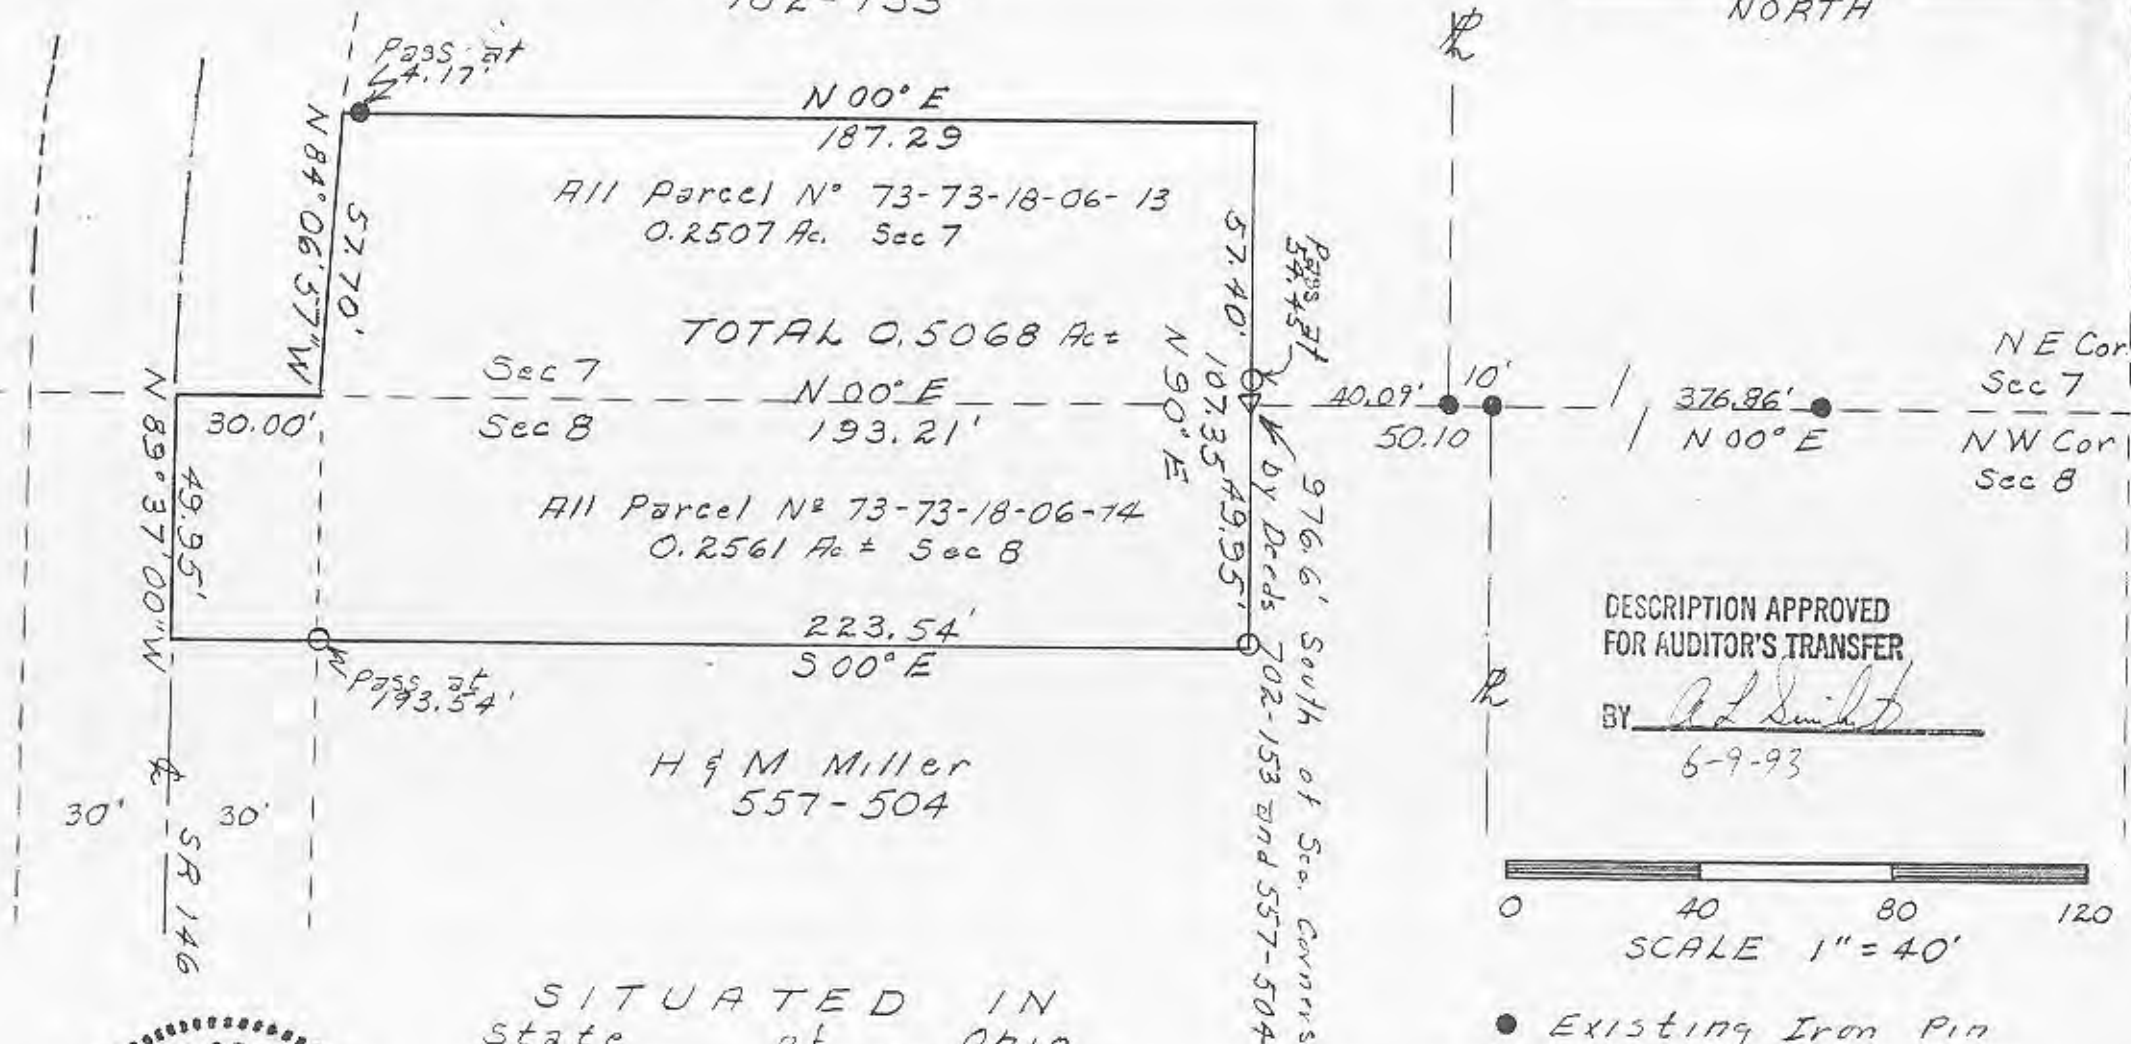 NORTH
Pass at
4.17'
N 00° E
187.29
N 84° 06' 57" W
57.70'
All Parcel N° 73-73-18-06-13
0.2507 Ac. Sec 7
57.40'
Pass at
54.45'
TOTAL 0.5068 Ac±
N 90° E
107.35'
Sec 7
N 00° E
Sec 8
193.21'
30.00'
40.09'
10'
50.10
376.86'
N 00° E
N E Cor
Sec 7
N W Cor
Sec 8
N 89° 37' 00" W
49.95'
49.95'
All Parcel Nº 73-73-18-06-14
0.2561 Ac ± Sec 8
by Deeds 702-153 and 557-504
976.6' South of Sec. Corners
223.54'
S 00° E
Pass at
193.54'
DESCRIPTION APPROVED
FOR AUDITOR'S TRANSFER
BY
6-9-93
H & M Miller
557-504
30'
30'
SR 146
0 40 80 120
SCALE 1" = 40'
SITUATED IN
State of Ohio
Existing Iron Pin